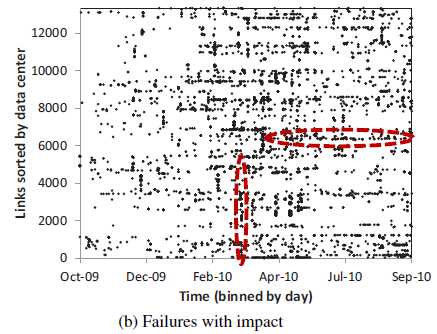 Links sorted by data center
12000
10000
8000
6000
4000
2000
0
Oct-09 Dec-09 Feb-10 Apr-10 Jul-10 Sep-10
Time (binned by day)
(b) Failures with impact